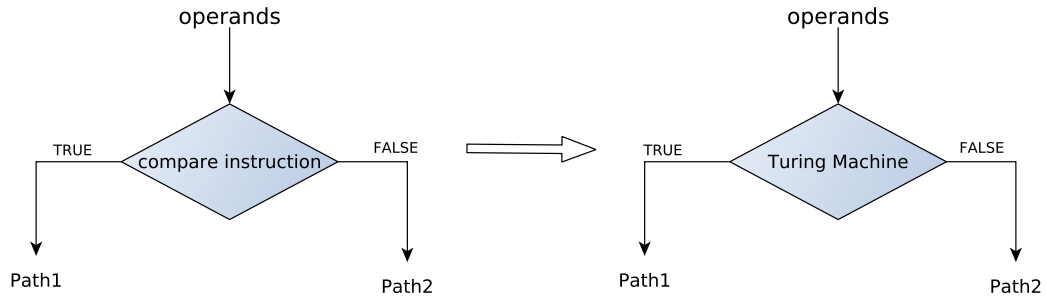 operands
TRUE
compare instruction
FALSE
Path1
Path2
operands
TRUE
Turing Machine
FALSE
Path1
Path2